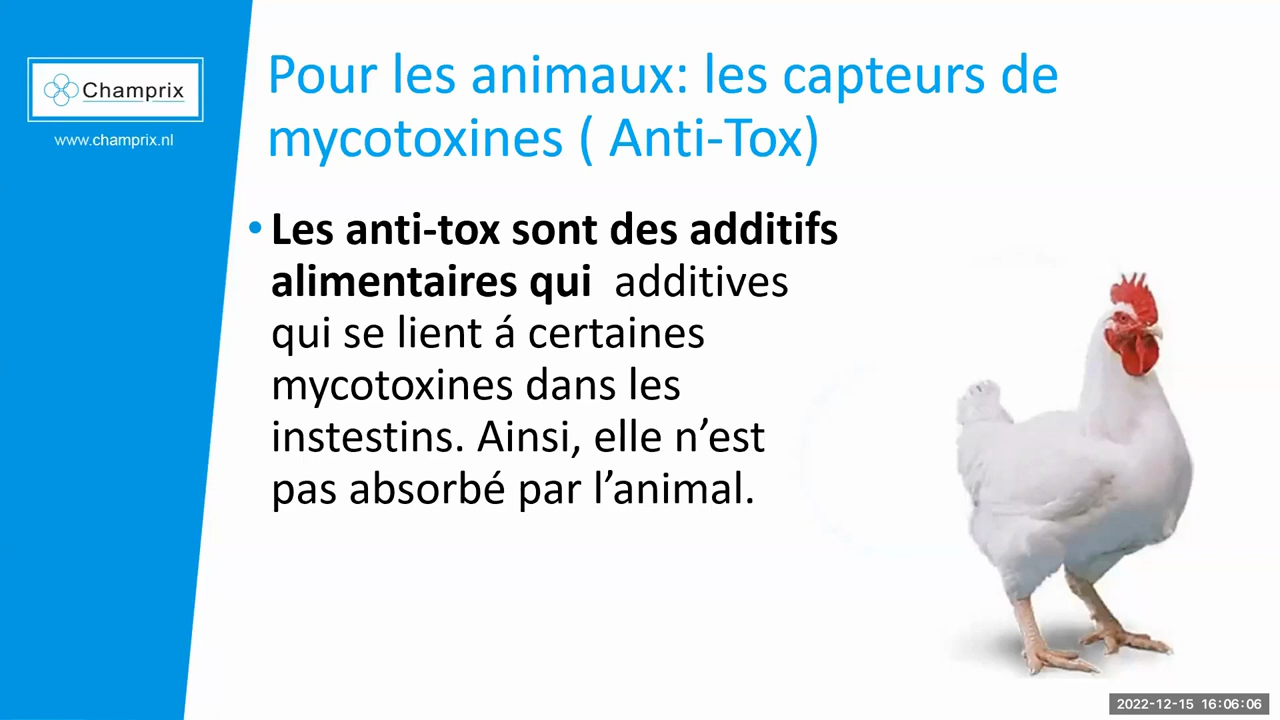 Champrix
www.champrix.nl
Pour les animaux: les capteurs de
mycotoxines ( Anti-Tox)
• Les anti-tox sont des additifs
alimentaires qui additives
qui se lient á certaines
mycotoxines dans les
instestins. Ainsi, elle n’est
pas absorbé par l’animal.
2022-12-15 16:06:06